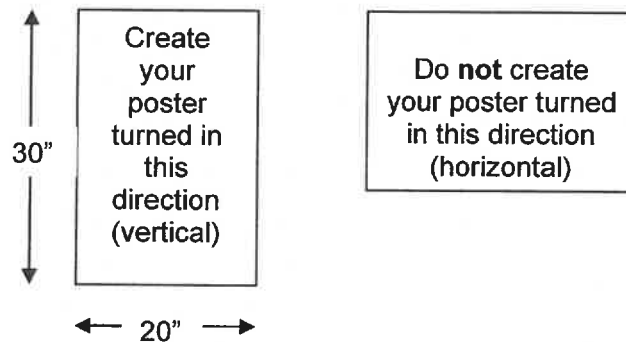 Create
your
poster
turned in
this
direction
(vertical)
30”
20”
Do not create
your poster turned
in this direction
(horizontal)